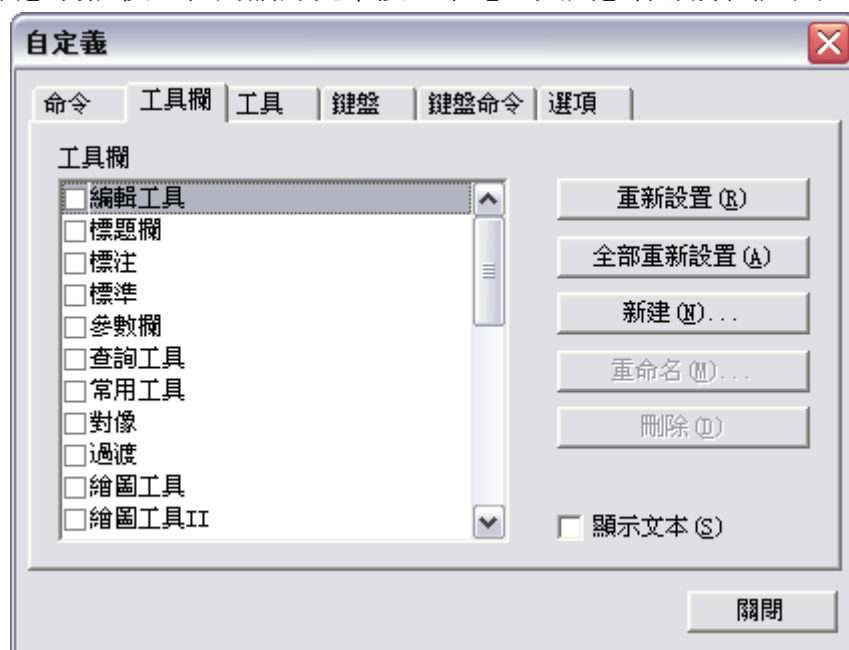 自定義
命令 工具欄 工具 鍵盤 鍵盤命令 選項
工具欄
編輯工具
標題欄
標注
標準
參數欄
查詢工具
常用工具
對像
過渡
繪圖工具
繪圖工具II
重新設置(R)
全部重新設置(A)
新建(N)...
重命名(M)...
刪除(D)
顯示文本(S)
關閉